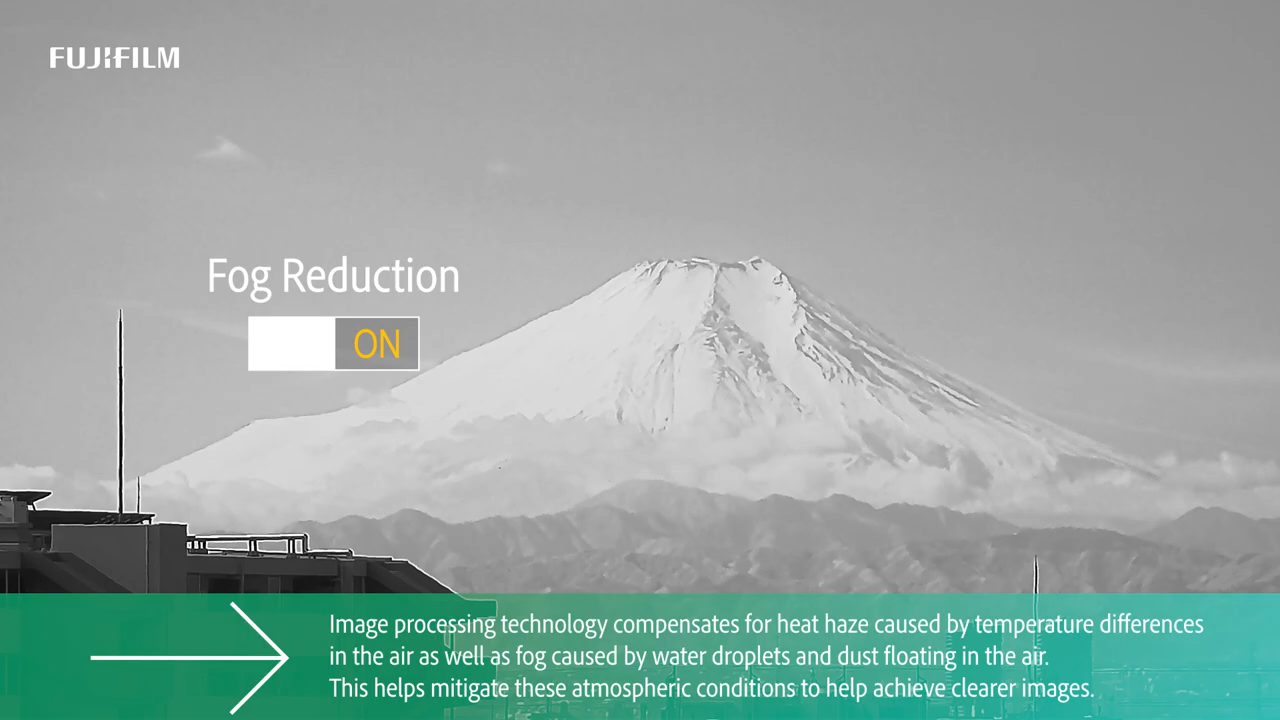 FUJIFILM
Fog Reduction
ON
Image processing technology compensates for heat haze caused by temperature differences
in the air as well as fog caused by water droplets and dust floating in the air.
This helps mitigate these atmospheric conditions to help achieve clearer images.